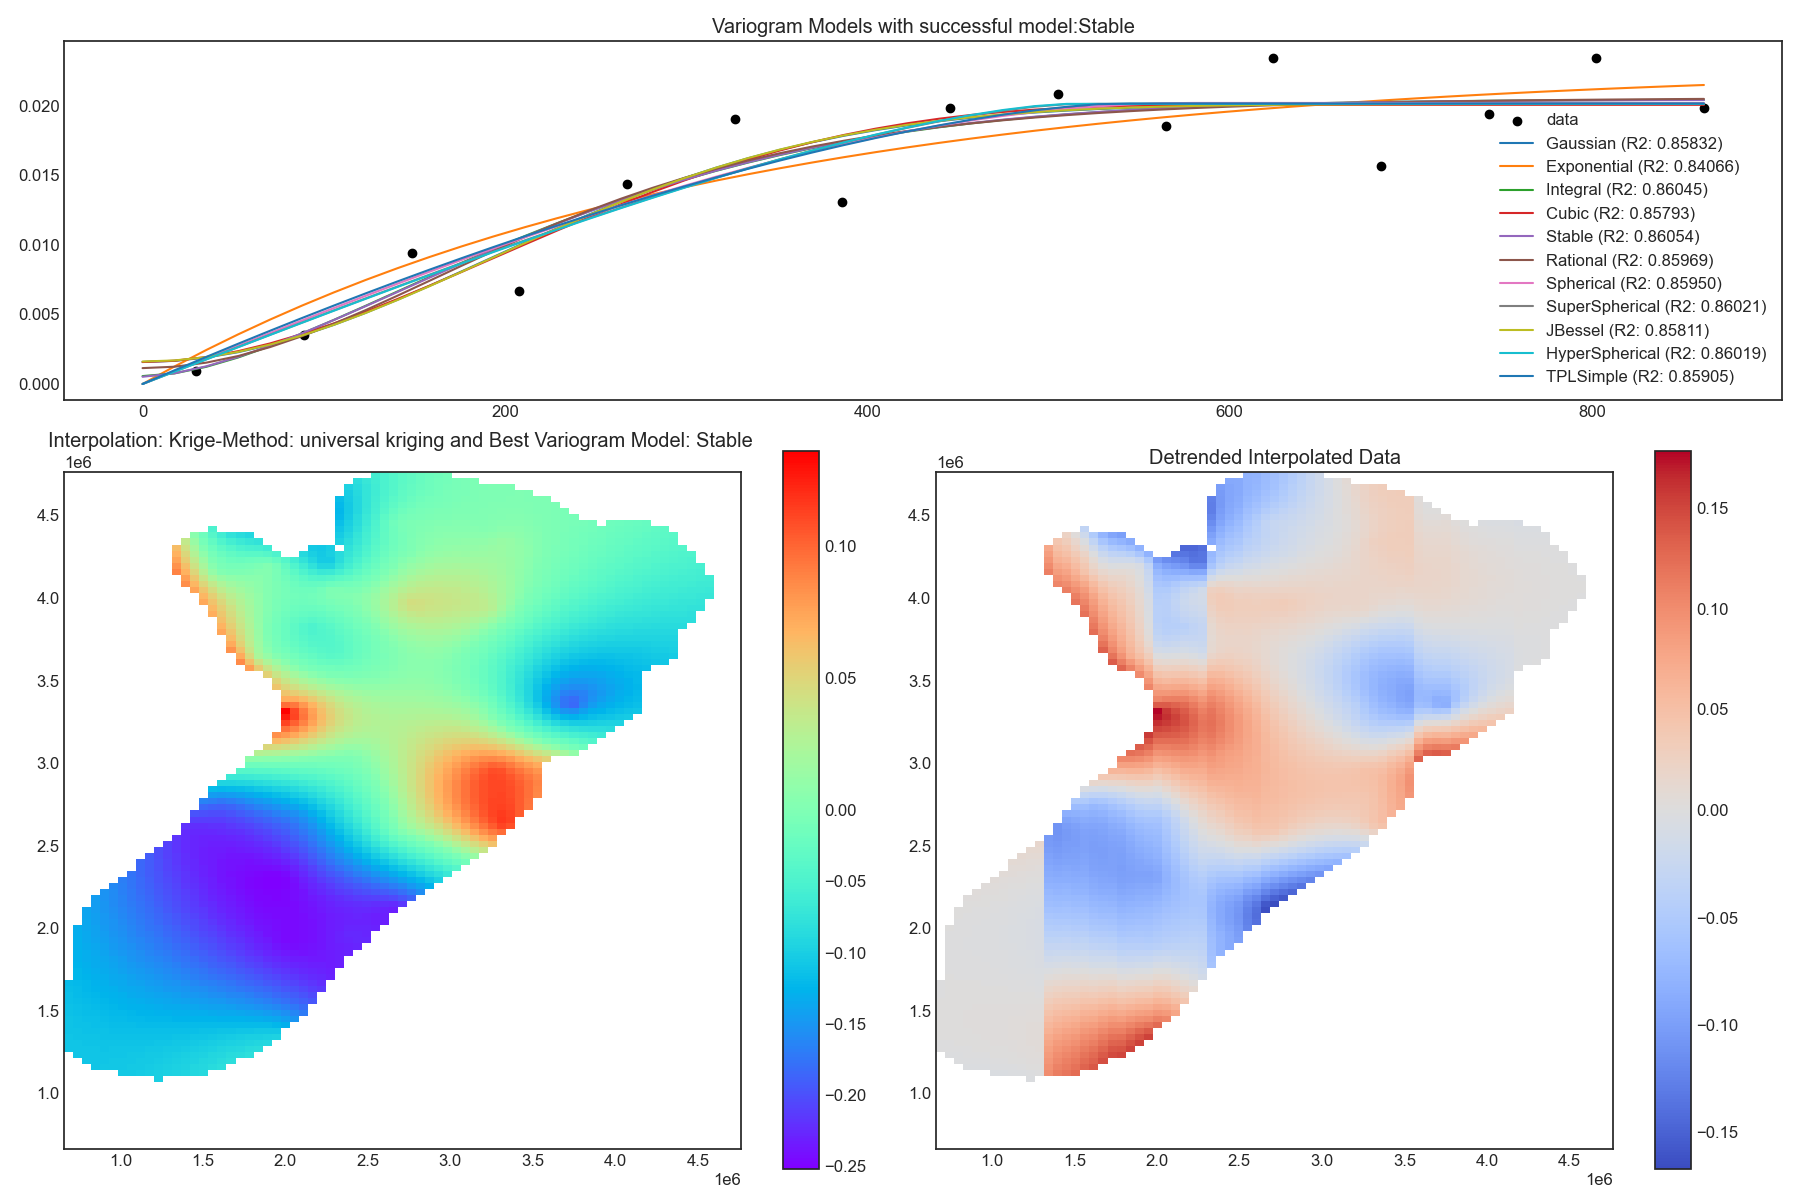 Variogram Models with successful model:Stable
0.020
0.015
0.010
0.005
0.000
data
Gaussian (R2: 0.85832)
Exponential (R2: 0.84066)
Integral (R2: 0.86045)
Cubic (R2: 0.85793)
Stable (R2: 0.86054)
Rational (R2: 0.85969)
Spherical (R2: 0.85950)
SuperSpherical (R2: 0.86021)
JBessel (R2: 0.85811)
HyperSpherical (R2: 0.86019)
TPLSimple (R2: 0.85905)
0 200 400 600 800
Interpolation: Krige-Method: universal kriging and Best Variogram Model: Stable
1e6
4.5
4.0
3.5
3.0
2.5
2.0
1.5
1.0
1.0 1.5 2.0 2.5 3.0 3.5 4.0 4.5
1e6
0.10
0.05
0.00
−0.05
−0.10
−0.15
−0.20
−0.25
Detrended Interpolated Data
1e6
4.5
4.0
3.5
3.0
2.5
2.0
1.5
1.0
1.0 1.5 2.0 2.5 3.0 3.5 4.0 4.5
1e6
0.15
0.10
0.05
0.00
−0.05
−0.10
−0.15